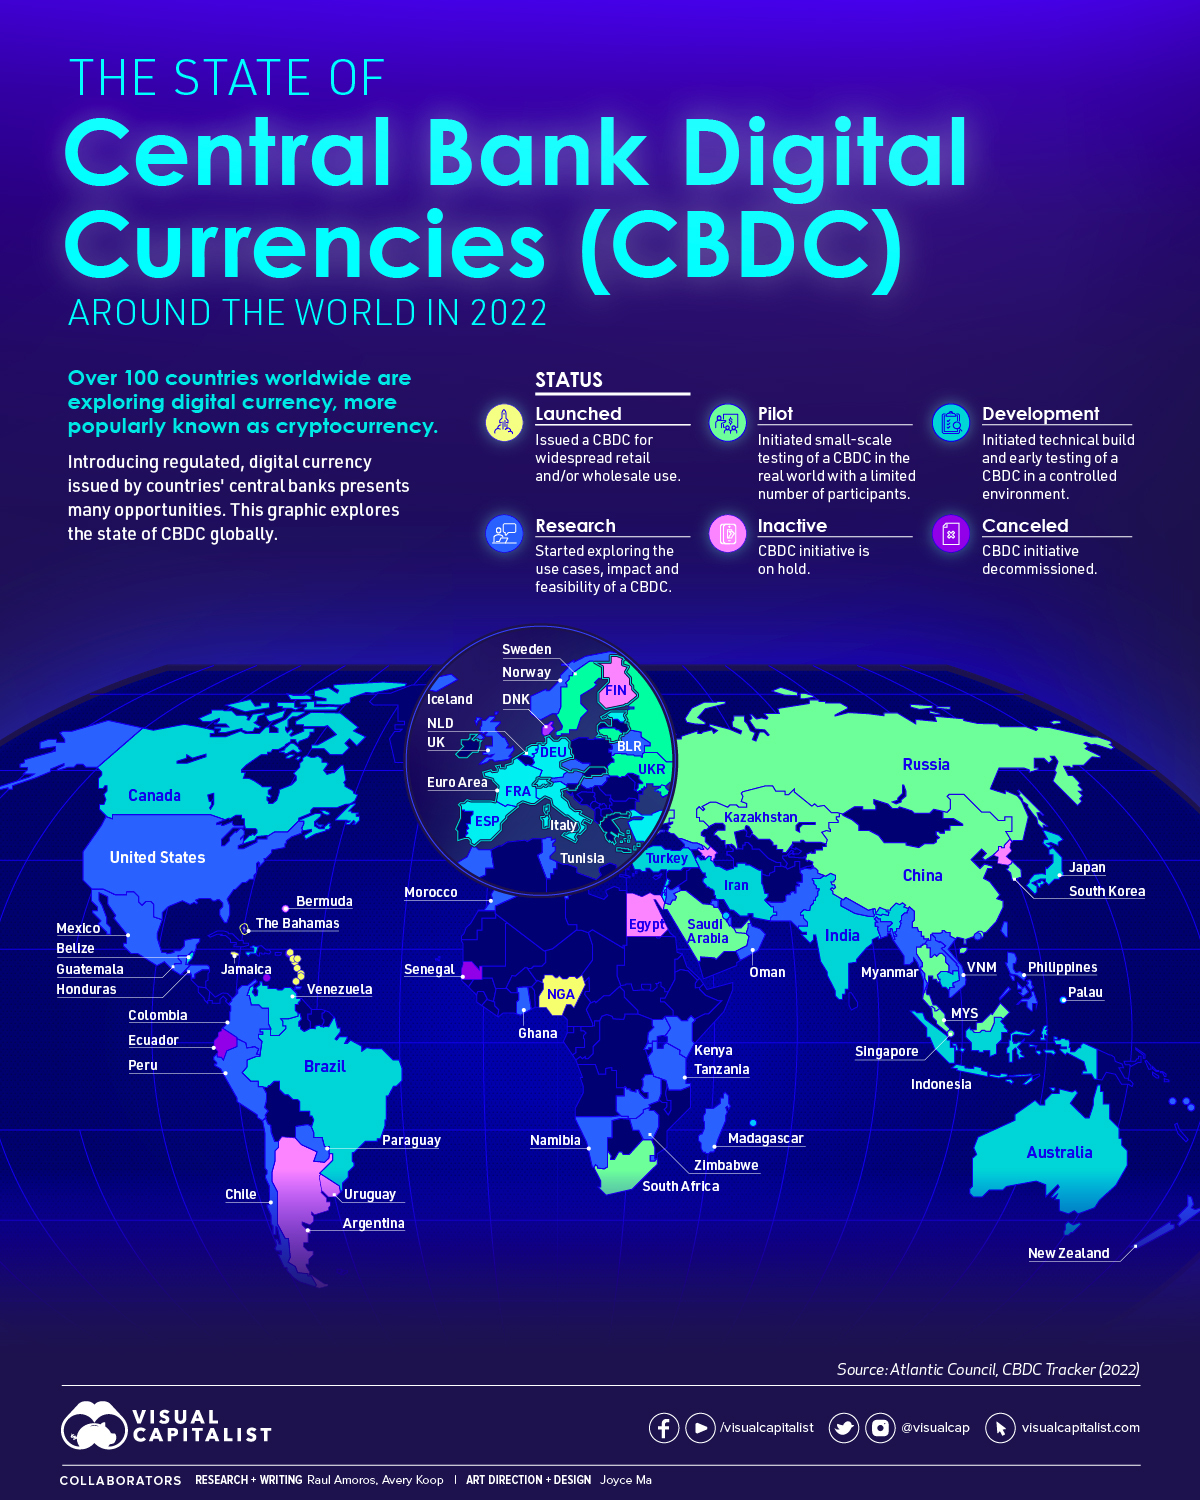 THE STATE OF
Central Bank Digital
Currencies (CBDC)
AROUND THE WORLD IN 2022
Over 100 countries worldwide are
exploring digital currency, more
popularly known as cryptocurrency.
Introducing regulated, digital currency
issued by countries' central banks presents
many opportunities. This graphic explores
the state of CBDC globally.
STATUS
Launched
Issued a CBDC for
widespread retail
and/or wholesale use.
Pilot
Initiated small-scale
testing of a CBDC in the
real world with a limited
number of participants.
Development
Initiated technical build
and early testing of a
CBDC in a controlled
environment.
Research
Started exploring the
use cases, impact and
feasibility of a CBDC.
Inactive
CBDC initiative is
on hold.
Canceled
CBDC initiative
decommissioned.
Sweden
Norway
Iceland
DNK
FIN
NLD
UK
DEU
BLR
UKR
Euro Area
FRA
ESP
Italy
Tunisia
Canada
United States
Russia
Kazakhstan
Turkey
Iran
China
Japan
South Korea
Morocco
Bermuda
The Bahamas
Mexico
Belize
Guatemala
Honduras
Jamaica
Venezuela
Egypt
Saudi
Arabia
India
Oman
Myanmar
VNM
Philippines
Palau
Senegal
NGA
Ghana
Colombia
Ecuador
Peru
Brazil
MYS
Singapore
Indonesia
Kenya
Tanzania
Paraguay
Namibia
Madagascar
Zimbabwe
South Africa
Australia
Chile
Uruguay
Argentina
New Zealand
Source: Atlantic Council, CBDC Tracker (2022)
VISUAL
CAPITALIST
/visualcapitalist
@visualcap
visualcapitalist.com
COLLABORATORS RESEARCH + WRITING Raul Amoros, Avery Koop | ART DIRECTION + DESIGN Joyce Ma